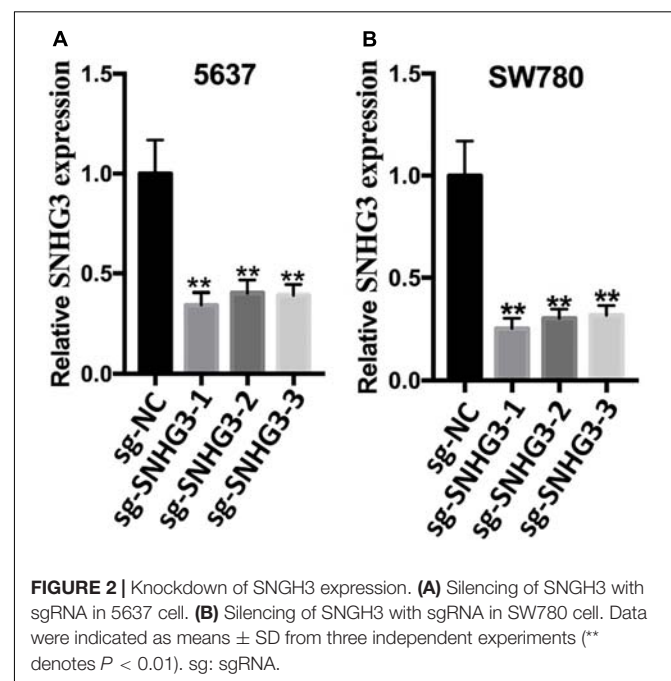 A
5637
Relative SNHG3 expression
1.5
1.0
0.5
0.0
**
**
**
sg-NC
sg-SNHG3-1
sg-SNHG3-2
sg-SNHG3-3
B
SW780
Relative SNHG3 expression
1.5
1.0
0.5
0.0
**
**
**
sg-NC
sg-SNHG3-1
sg-SNHG3-2
sg-SNHG3-3
FIGURE 2 | Knockdown of SNGH3 expression. (A) Silencing of SNGH3 with
sgRNA in 5637 cell. (B) Silencing of SNGH3 with sgRNA in SW780 cell. Data
were indicated as means ± SD from three independent experiments (**
denotes P < 0.01). sg: sgRNA.